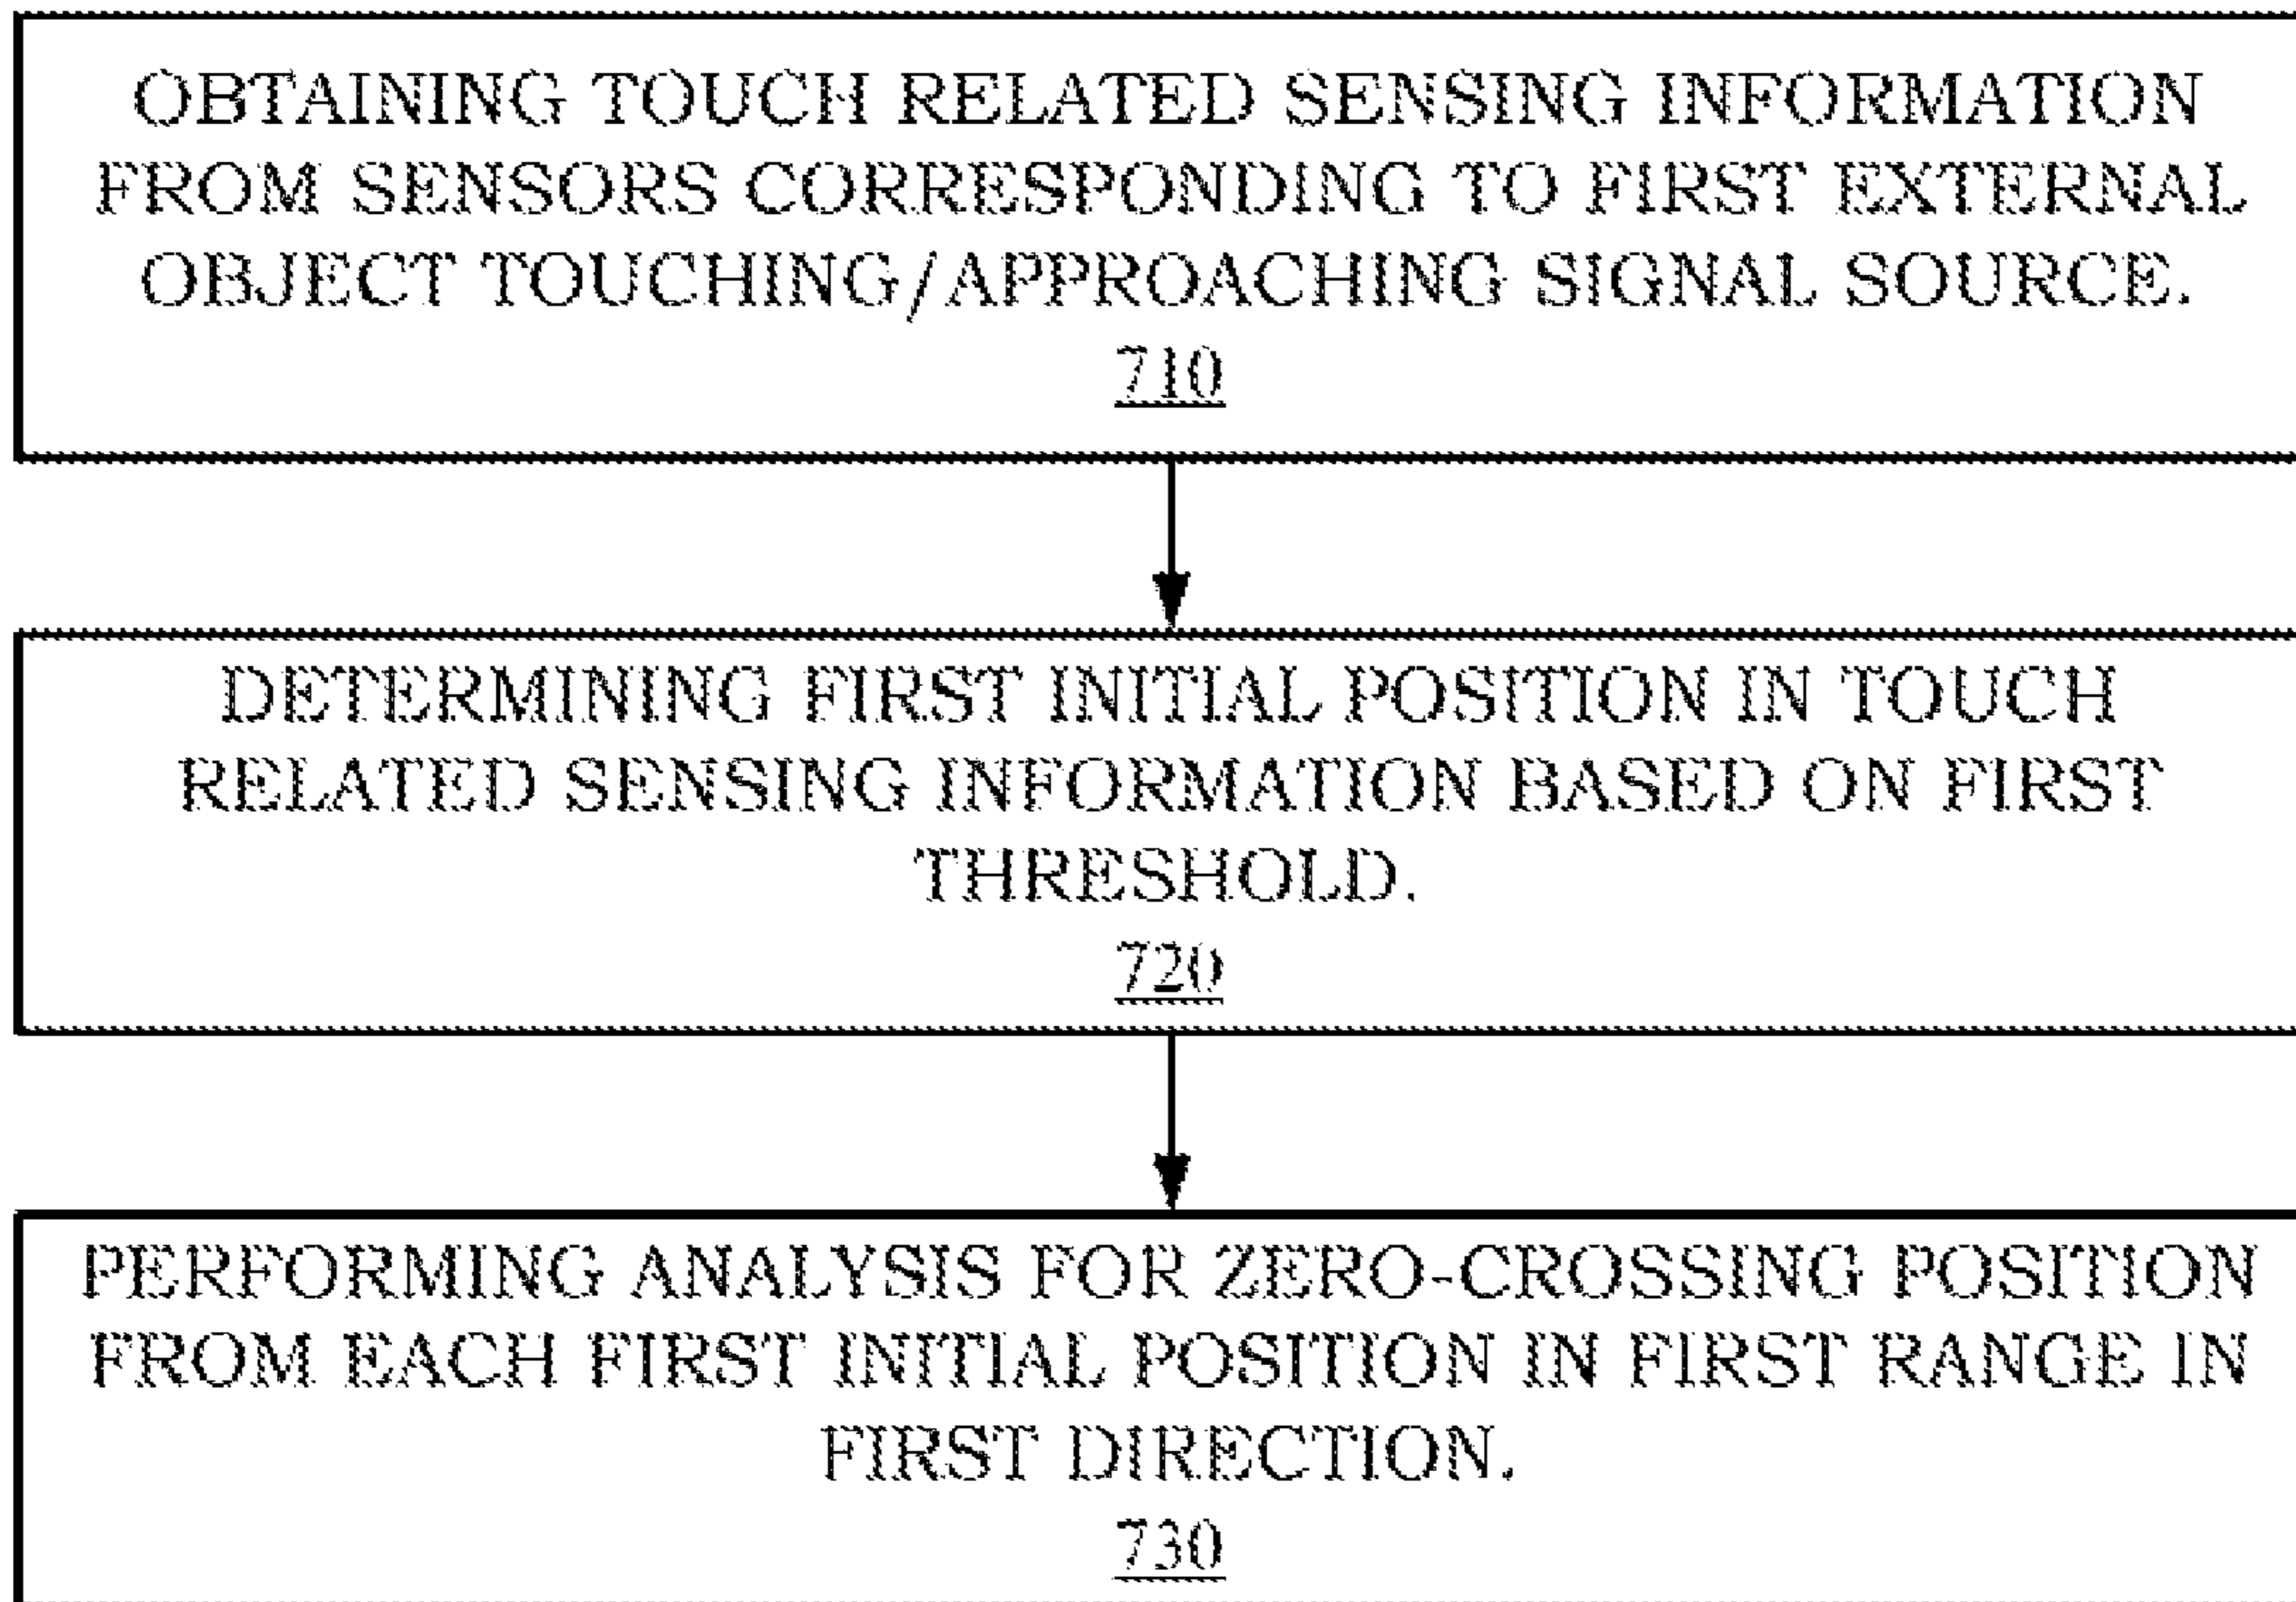 OBTAINING TOUCH RELATED SENSING INFORMATION
FROM SENSORS CORRESPONDING TO FIRST EXTERNAL
OBJECT TOUCHING/APPROACHING SIGNAL SOURCE.
710
DETERMINING FIRST INITIAL POSITION IN TOUCH
RELATED SENSING INFORMATION BASED ON FIRST
THRESHOLD.
720
PERFORMING ANALYSIS FOR ZERO-CROSSING POSITION
FROM EACH FIRST INITIAL POSITION IN FIRST RANGE IN
FIRST DIRECTION.
730